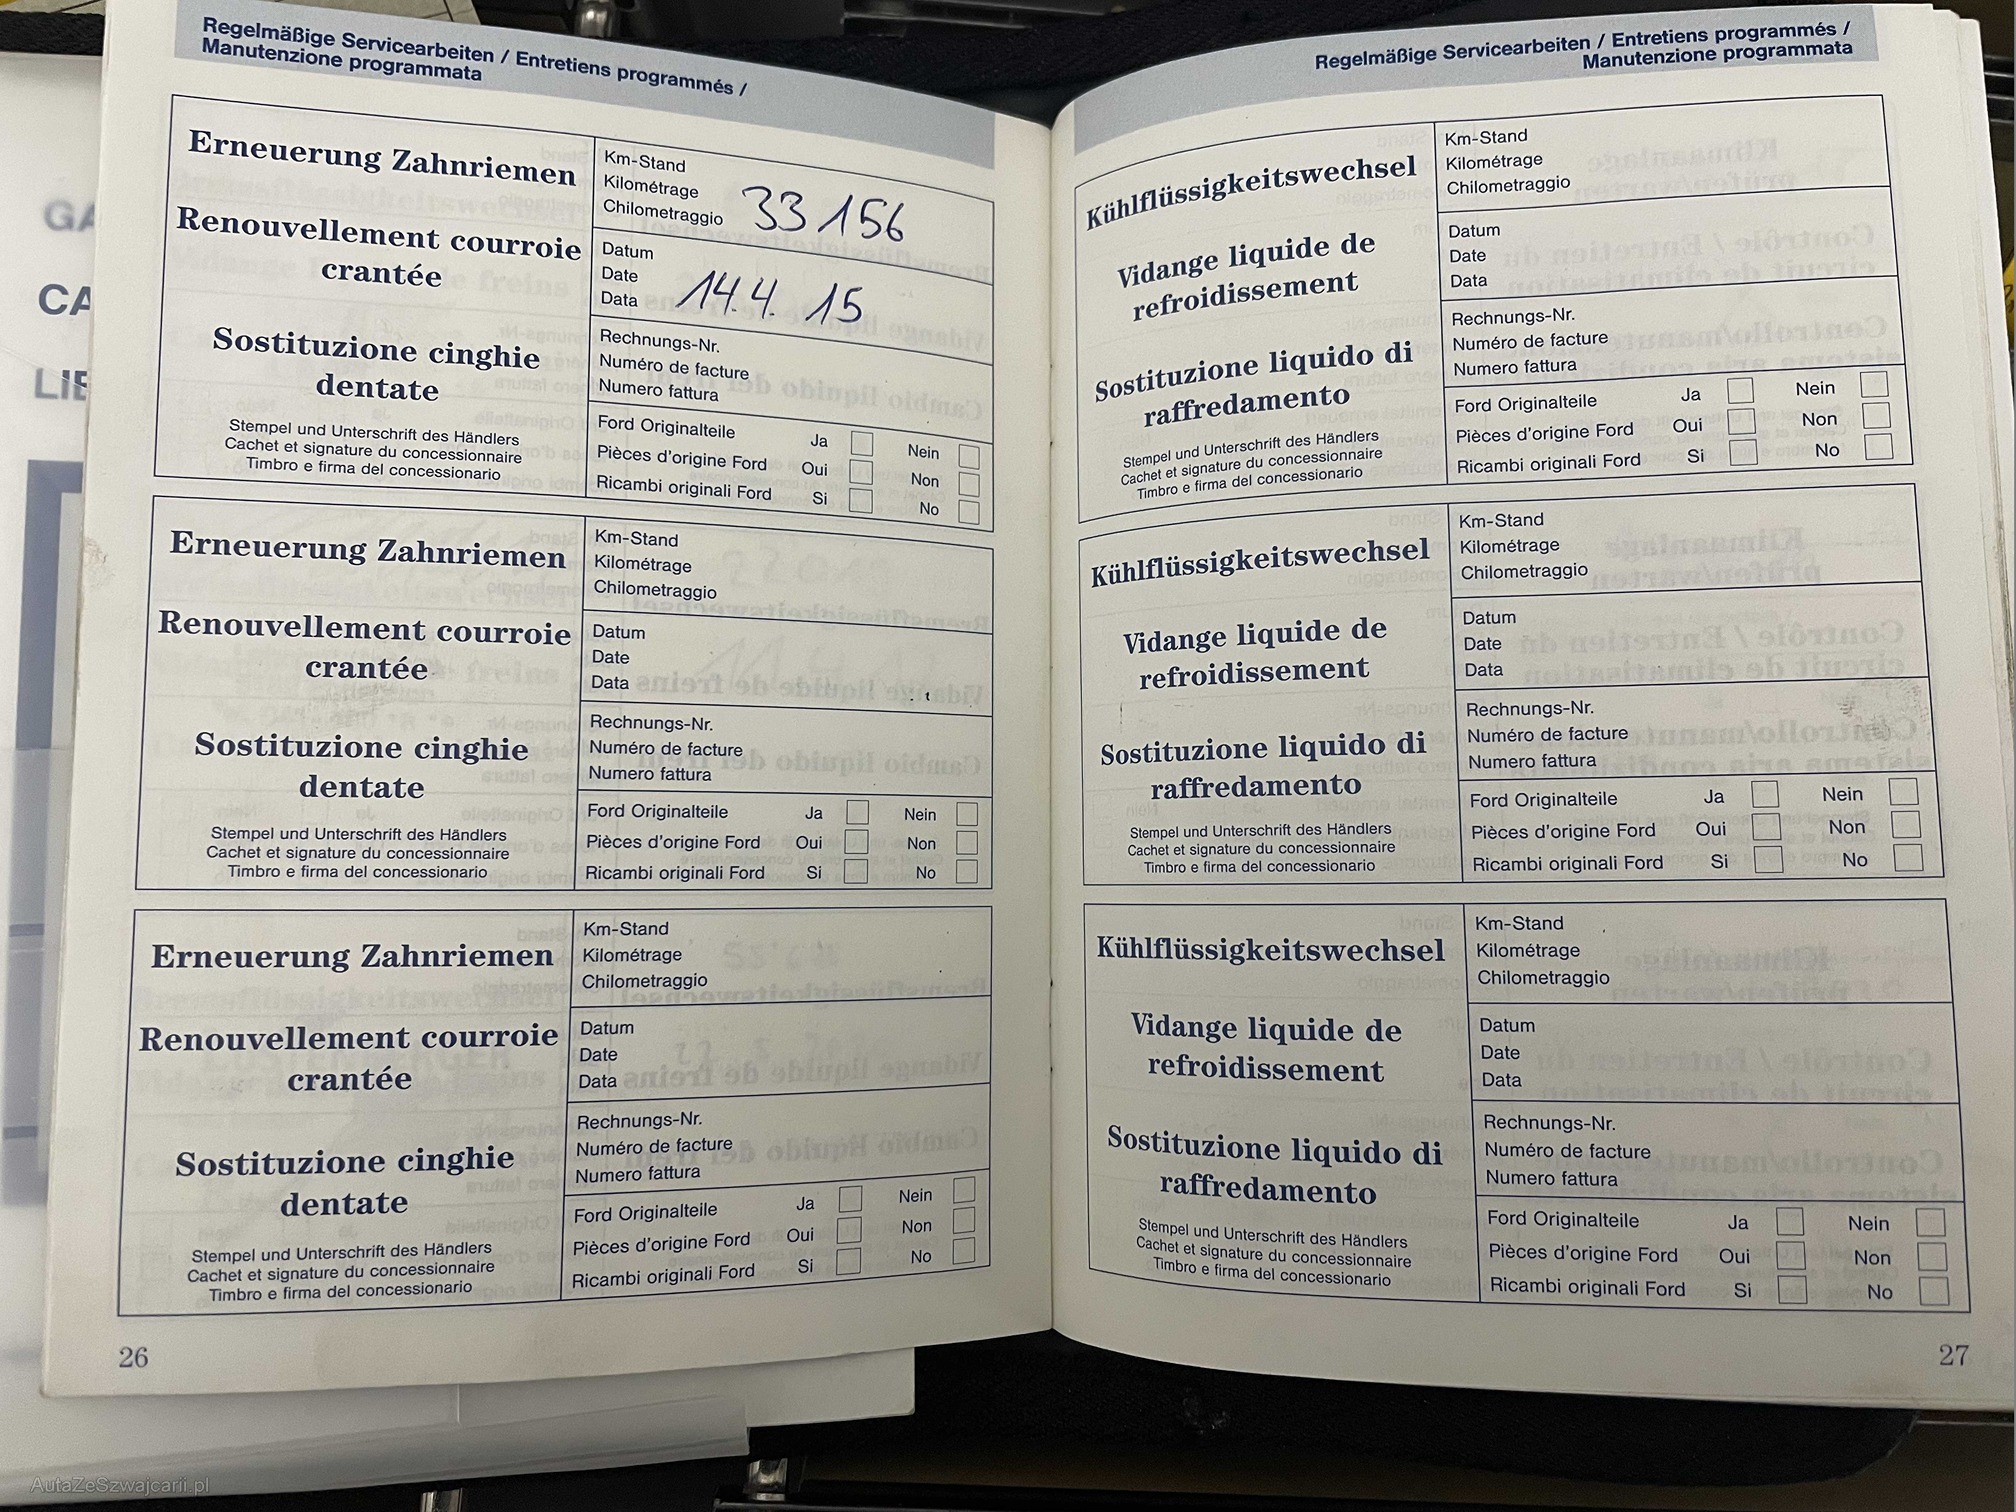 Regelmäßige Servicearbeiten / Entretiens programmés /
Manutenzione programmata
Erneuerung Zahnriemen
Renouvellement courroie
crantée
Sostituzione cinghie
dentate
Stempel und Unterschrift des Händlers
Cachet et signature du concessionnaire
Timbro e firma del concessionario
Km-Stand
Kilométrage
Chilometraggio 33 156
Datum
Date
Data 14.4. 15
Rechnungs-Nr.
Numéro de facture
Numero fattura
Ford Originalteile Ja Nein
Pièces d'origine Ford Oui Non
Ricambi originali Ford Si No
Erneuerung Zahnriemen
Renouvellement courroie
crantée
Sostituzione cinghie
dentate
Stempel und Unterschrift des Händlers
Cachet et signature du concessionnaire
Timbro e firma del concessionario
Km-Stand
Kilométrage
Chilometraggio
Datum
Date
Data
Rechnungs-Nr.
Numéro de facture
Numero fattura
Ford Originalteile Ja Nein
Pièces d'origine Ford Oui Non
Ricambi originali Ford Si No
Erneuerung Zahnriemen
Renouvellement courroie
crantée
Sostituzione cinghie
dentate
Stempel und Unterschrift des Händlers
Cachet et signature du concessionnaire
Timbro e firma del concessionario
Km-Stand
Kilométrage
Chilometraggio
Datum
Date
Data
Rechnungs-Nr.
Numéro de facture
Numero fattura
Ford Originalteile Ja Nein
Pièces d'origine Ford Oui Non
Ricambi originali Ford Si No
26
Regelmäßige Servicearbeiten / Entretiens programmés /
Manutenzione programmata
Kühlflüssigkeitswechsel
Vidange liquide de
refroidissement
Sostituzione liquido di
raffredamento
Stempel und Unterschrift des Händlers
Cachet et signature du concessionnaire
Timbro e firma del concessionario
Km-Stand
Kilométrage
Chilometraggio
Datum
Date
Data
Rechnungs-Nr.
Numéro de facture
Numero fattura
Ford Originalteile Ja Nein
Pièces d'origine Ford Oui Non
Ricambi originali Ford Si No
Kühlflüssigkeitswechsel
Vidange liquide de
refroidissement
Sostituzione liquido di
raffredamento
Stempel und Unterschrift des Händlers
Cachet et signature du concessionnaire
Timbro e firma del concessionario
Km-Stand
Kilométrage
Chilometraggio
Datum
Date
Data
Rechnungs-Nr.
Numéro de facture
Numero fattura
Ford Originalteile Ja Nein
Pièces d'origine Ford Oui Non
Ricambi originali Ford Si No
Kühlflüssigkeitswechsel
Vidange liquide de
refroidissement
Sostituzione liquido di
raffredamento
Stempel und Unterschrift des Händlers
Cachet et signature du concessionnaire
Timbro e firma del concessionario
Km-Stand
Kilométrage
Chilometraggio
Datum
Date
Data
Rechnungs-Nr.
Numéro de facture
Numero fattura
Ford Originalteile Ja Nein
Pièces d'origine Ford Oui Non
Ricambi originali Ford Si No
27
AutaZeSzwajcarii.pl